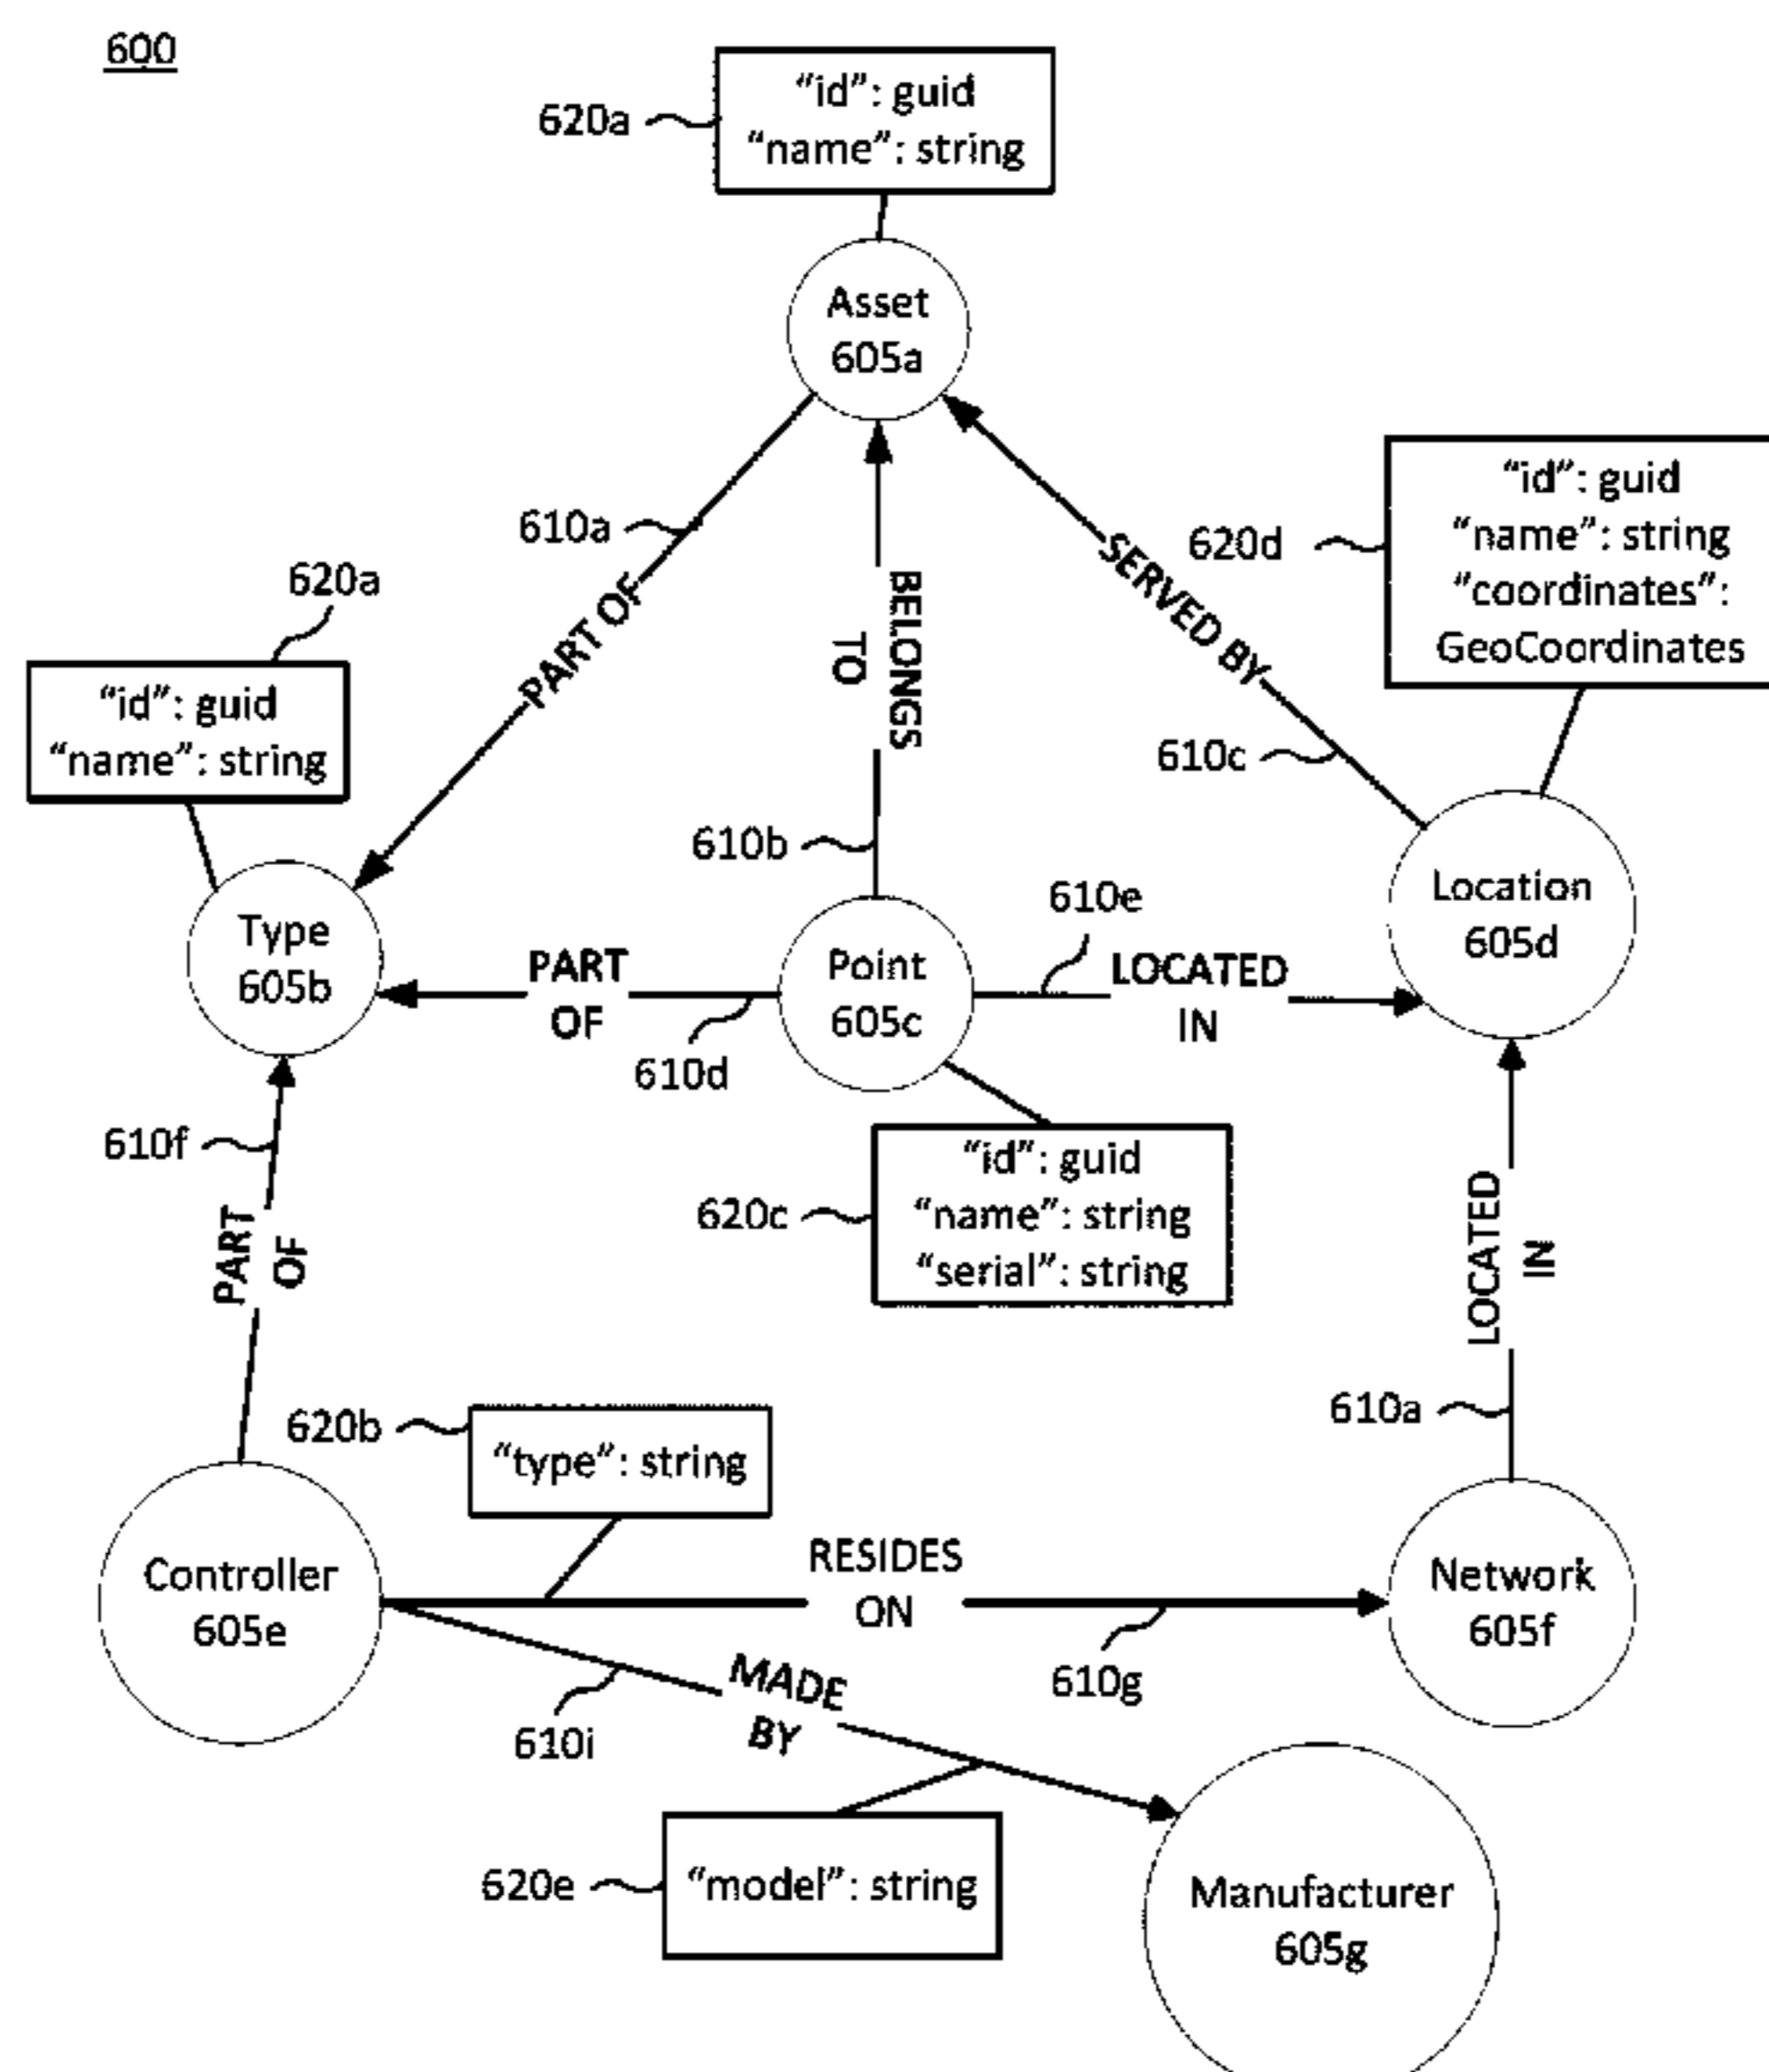 600
620a
“id”: guid
“name”: string
Asset
605a
610a
PART OF
BELONGS
TO
SERVED BY
610c
620d
“id”: guid
“name”: string
“coordinates”:
GeoCoordinates
620a
“id”: guid
“name”: string
610b
Type
605b
PART
OF
610d
Point
605c
610e
LOCATED
IN
Location
605d
610f
PART
OF
620c
“id”: guid
“name”: string
“serial”: string
LOCATED
IN
610a
620b
“type”: string
Controller
605e
RESIDES
ON
610g
Network
605f
610i
MADE
BY
620e
“model”: string
Manufacturer
605g